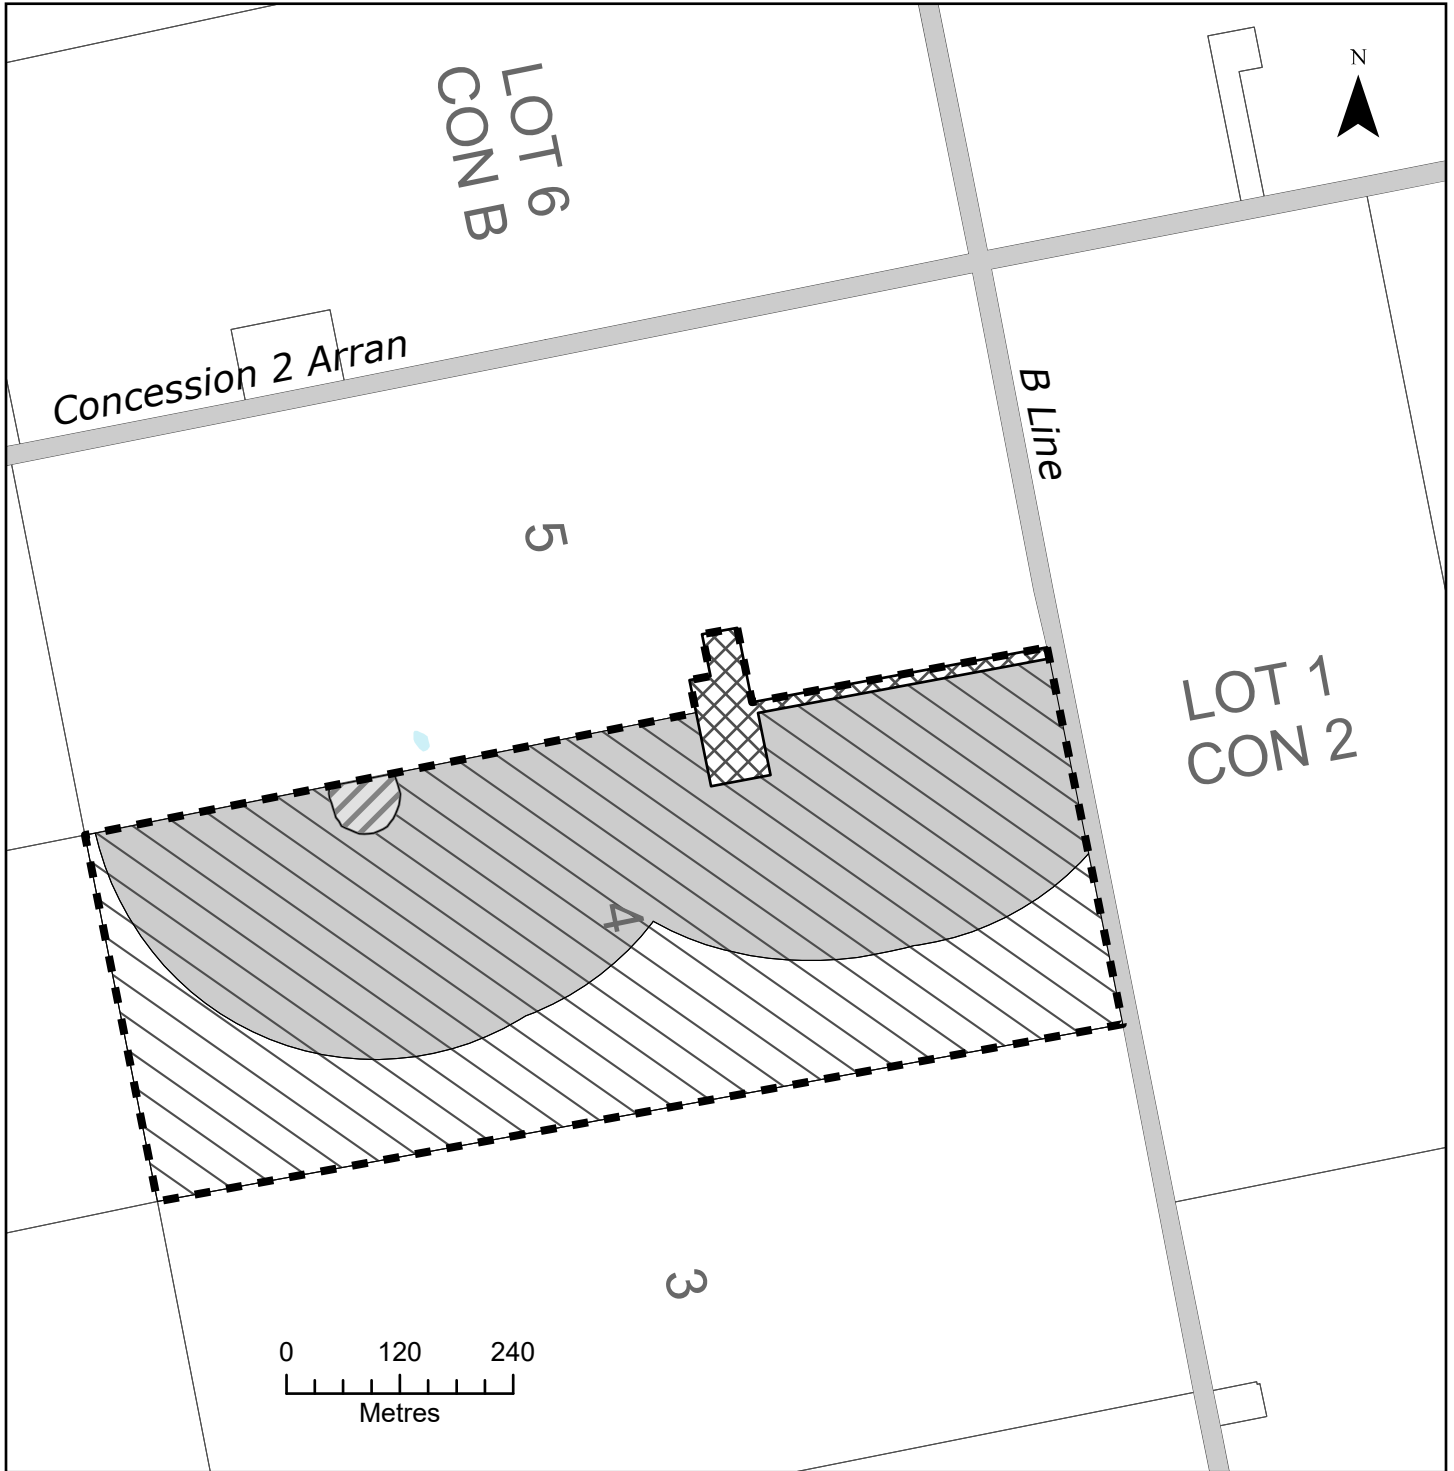 LOT 6
CON B
N
Concession 2 Arran
B Line
5
LOT 1
CON 2
4
3
0 120 240
Metres